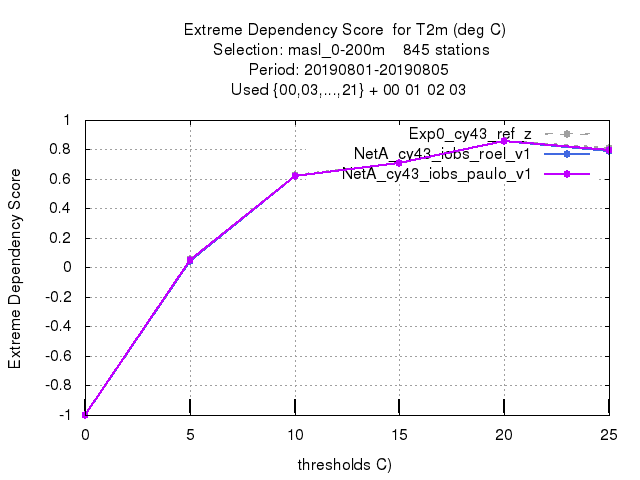 Extreme Dependency Score  for T2m (deg C)
Selection: masl_0-200m    845 stations
Period: 20190801-20190805
Used {00,03,...,21} + 00 01 02 03
Extreme Dependency Score
1
0.8
0.6
0.4
0.2
0
-0.2
-0.4
-0.6
-0.8
-1
Exp0_cy43_ref_z
NetA_cy43_iobs_roel_v1
NetA_cy43_iobs_paulo_v1
0 5 10 15 20 25
thresholds C)